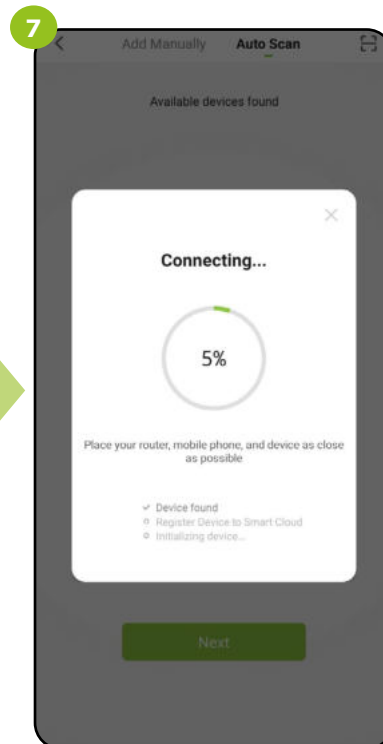 7
Add Manually Auto Scan
Available devices found
Connecting...
5%
Place your router, mobile phone, and device as close
as possible
Device found
Register Device to Smart Cloud
Initializing device...
Next